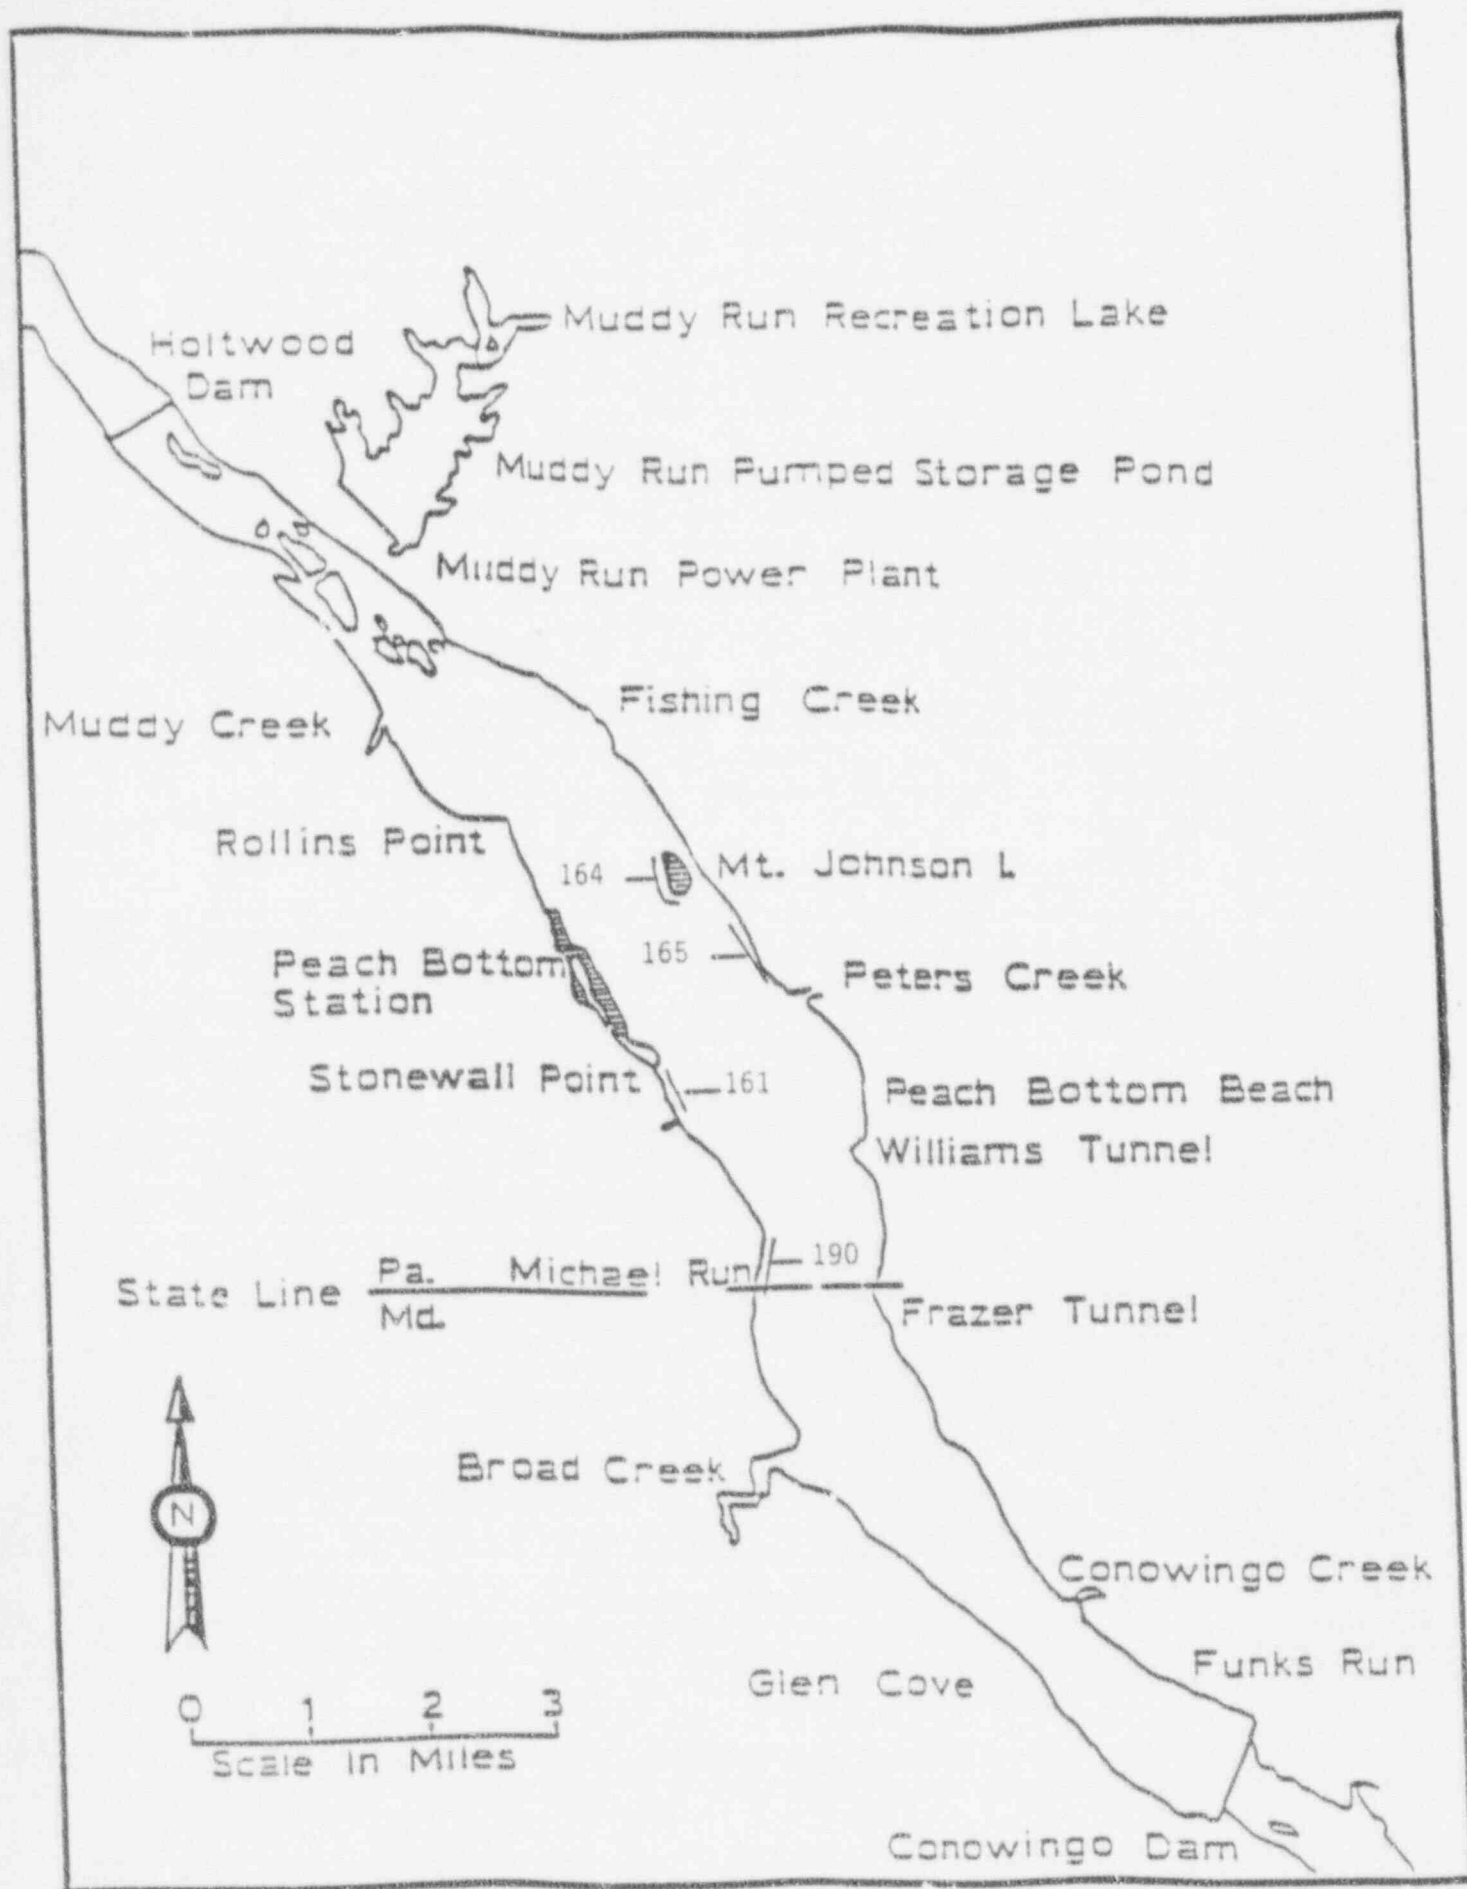 Muddy Run Recreation Lake
Holtwood
Dam
Muddy Run Pumped Storage Pond
Muddy Run Power Plant
Fishing Creek
Muddy Creek
Rollins Point
164
Mt. Johnson I.
165
Peach Bottom
Station
Peters Creek
Stonewall Point
161
Peach Bottom Beach
Williams Tunnel
190
State Line
Pa.
Michael Run
Md.
Frazer Tunnel
Broad Creek
N
Conowingo Creek
Funks Run
Glen Cove
0 1 2 3
Scale in Miles
Conowingo Dam